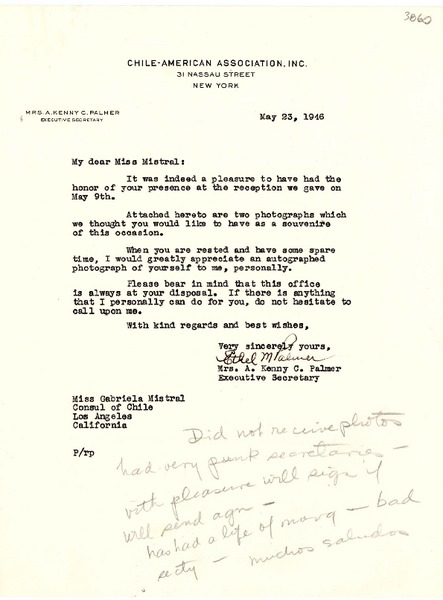 3860
CHILE-AMERICAN ASSOCIATION, INC.
31 NASSAU STREET
NEW YORK
MRS. A. KENNY C. PALMER
EXECUTIVE SECRETARY
May 23, 1946
My dear Miss Mistral:
It was indeed a pleasure to have had the
honor of your presence at the reception we gave on
May 9th.
Attached hereto are two photographs which
we thought you would like to have as a souvenire
of this occasion.
When you are rested and have some spare
time, I would greatly appreciate an autographed
photograph of yourself to me, personally.
Please bear in mind that this office
is always at your disposal. If there is anything
that I personally can do for you, do not hesitate to
call upon me.
With kind regards and best wishes,
Very sincerely yours,
Ethel M Palmer
Mrs. A. Kenny C. Palmer
Executive Secretary
Miss Gabriela Mistral
Consul of Chile
Los Angeles
California
P/rp
Did not receive photos
had very punk secretaries –
with pleasure will sign if
will send agn –
has had a life of – bad
– muchos saludos